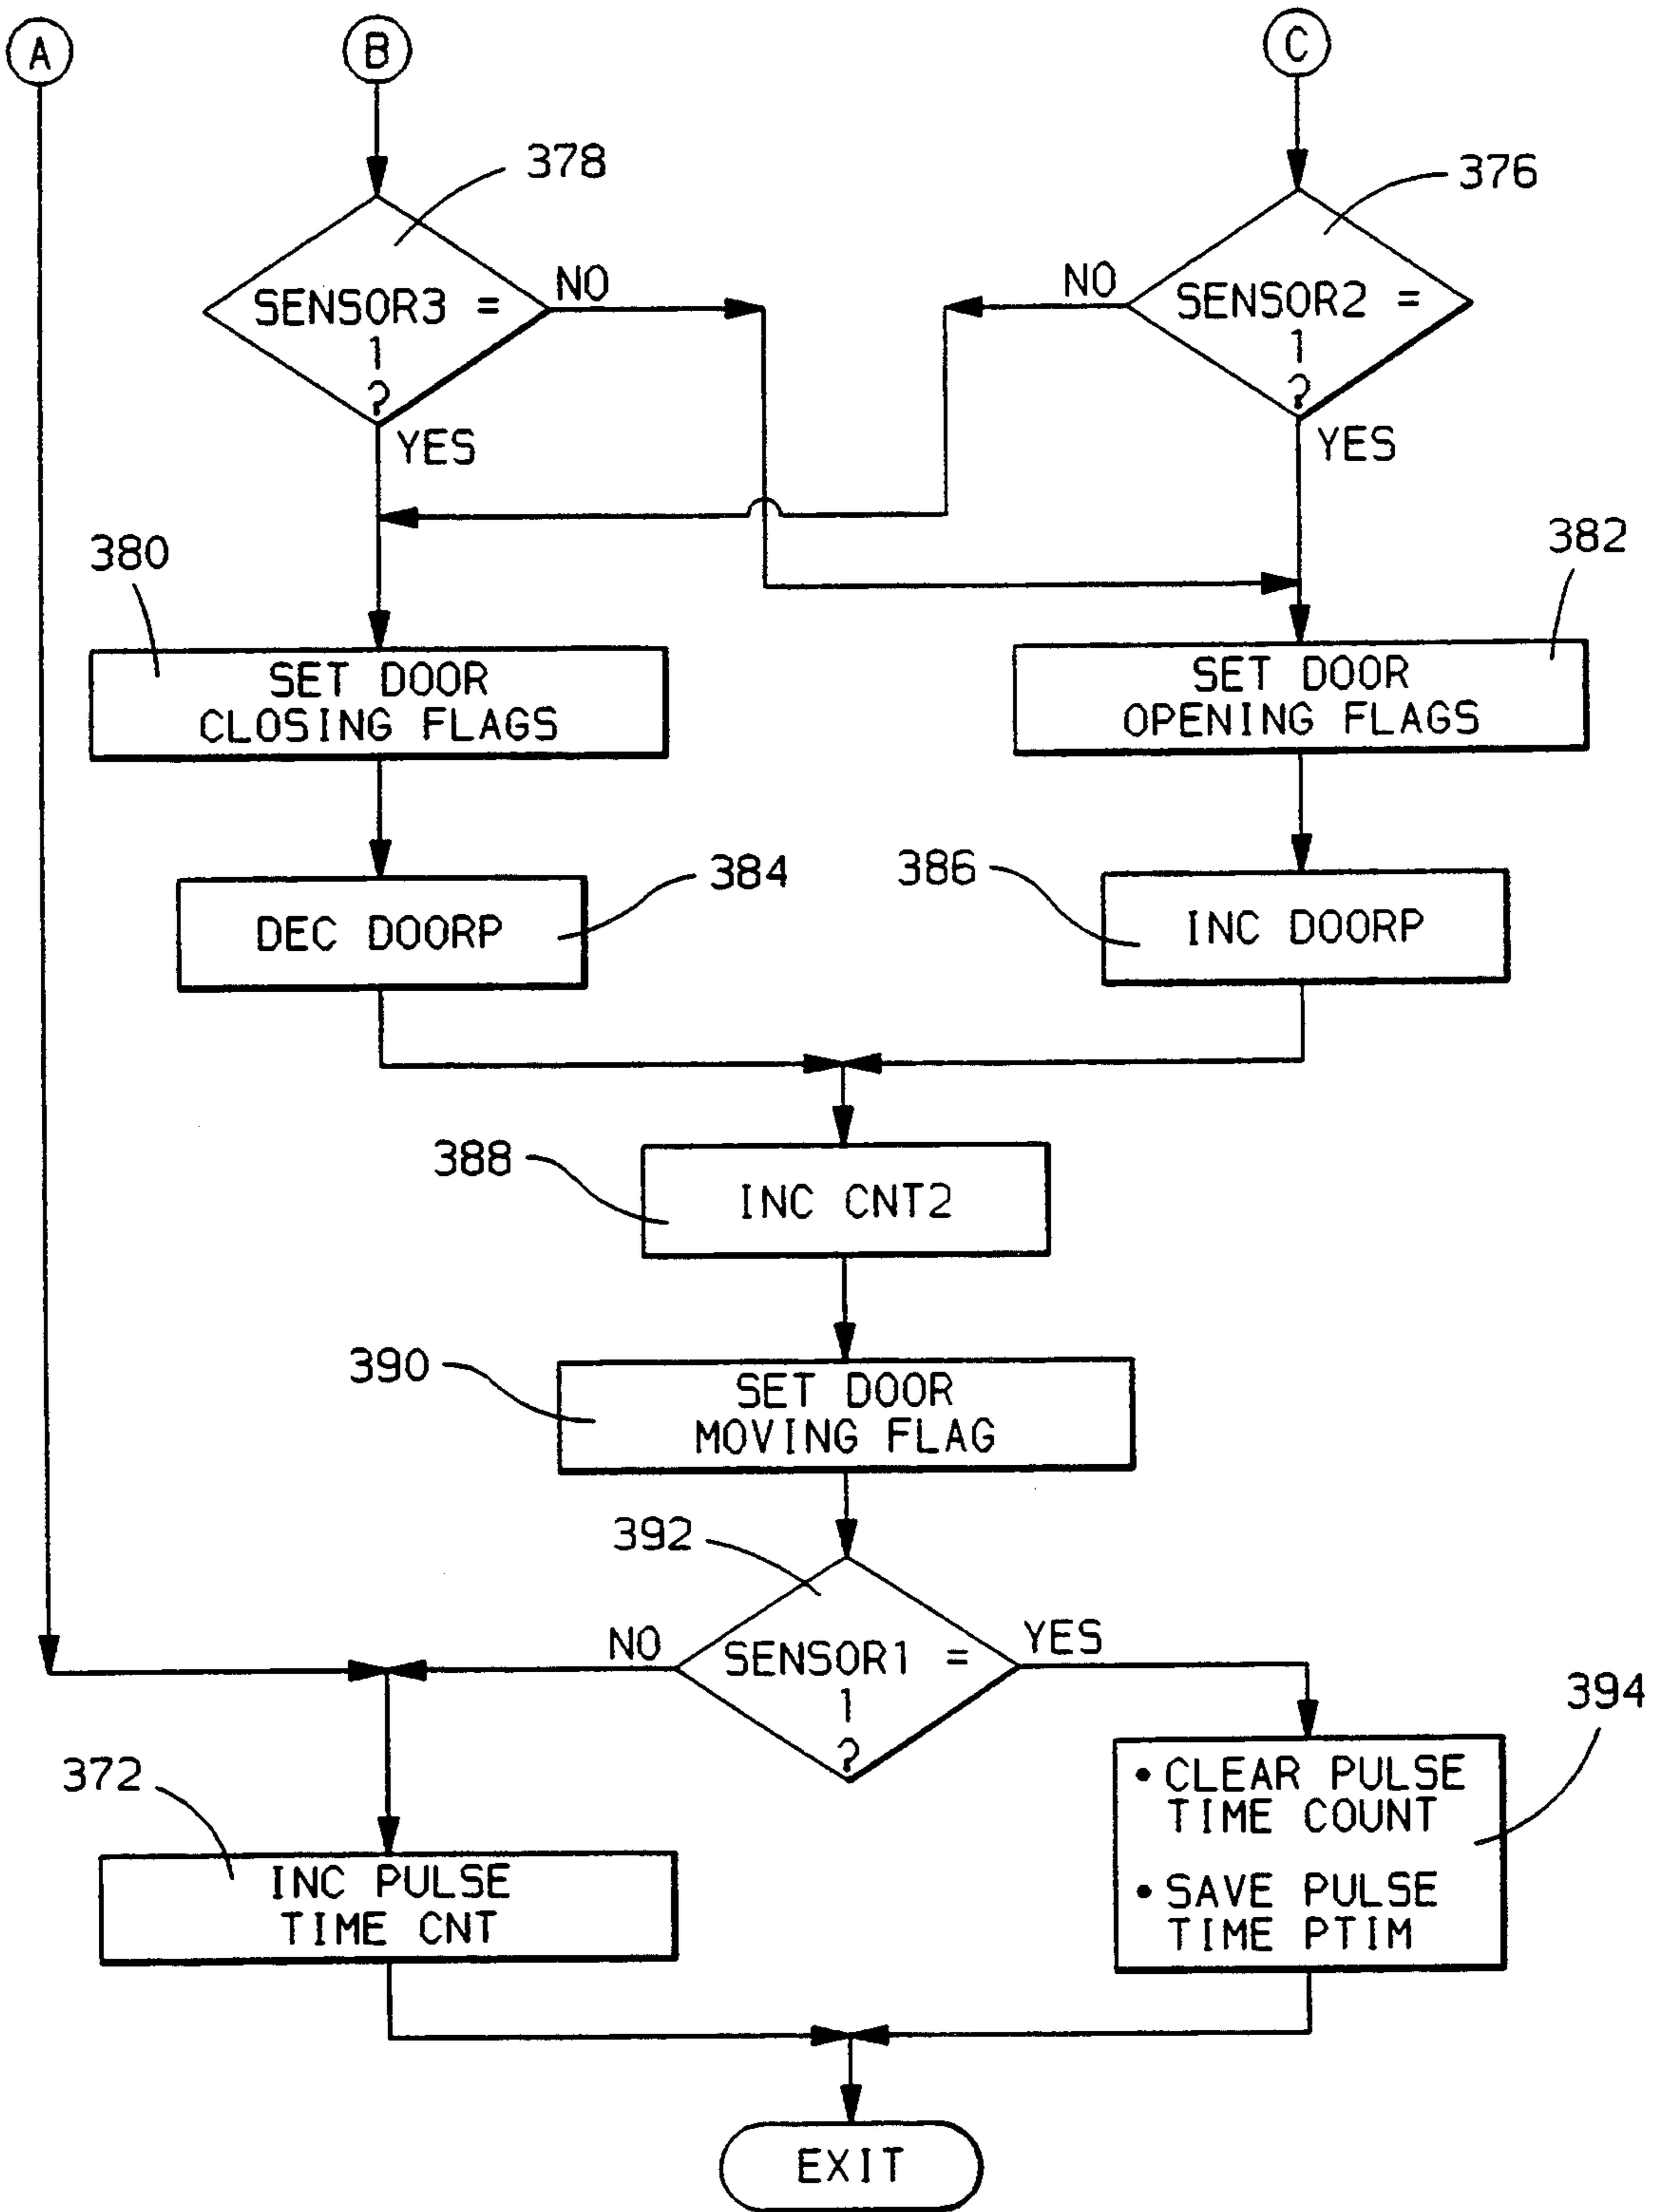 A
B
C
378
376
SENSOR3 =
1
?
NO
YES
NO
SENSOR2 =
1
?
YES
380
382
SET DOOR
CLOSING FLAGS
SET DOOR
OPENING FLAGS
384
386
DEC DOORP
INC DOORP
388
INC CNT2
390
SET DOOR
MOVING FLAG
392
NO
SENSOR1 =
1
?
YES
394
372
• CLEAR PULSE
TIME COUNT
• SAVE PULSE
TIME PTIM
INC PULSE
TIME CNT
EXIT